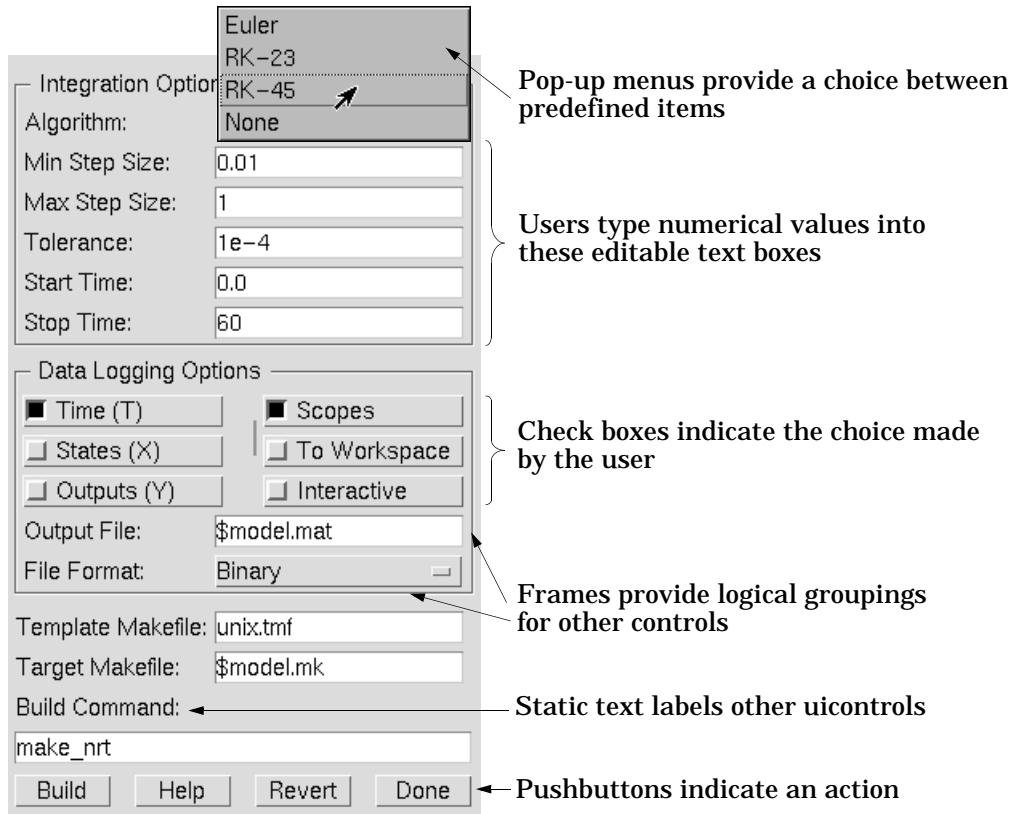 Euler
RK-23
RK-45
None
Integration Optio
Algorithm:
Min Step Size: 0.01
Max Step Size: 1
Tolerance: 1e-4
Start Time: 0.0
Stop Time: 60
Pop-up menus provide a choice between
predefined items
Users type numerical values into
these editable text boxes
Data Logging Options
Time (T) Scopes
States (X) To Workspace
Outputs (Y) Interactive
Output File: $model.mat
File Format: Binary
Check boxes indicate the choice made
by the user
Frames provide logical groupings
for other controls
Template Makefile: unix.tmf
Target Makefile: $model.mk
Build Command:
Static text labels other uicontrols
make_nrt
Build Help Revert Done
Pushbuttons indicate an action